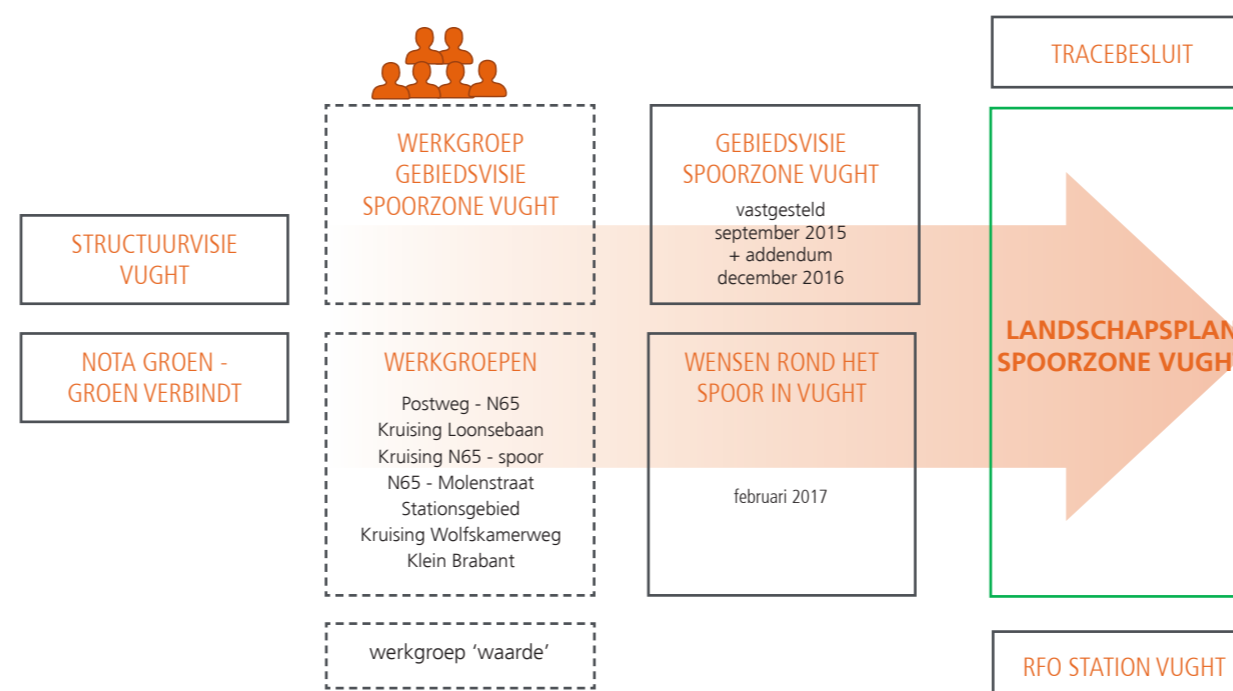 STRUCTUURVISIE
VUGHT
NOTA GROEN -
GROEN VERBINDT
WERKGROEP
GEBIEDSVISIE
SPOORZONE VUGHT
WERKGROEPEN
Postweg - N65
Kruising Loonsebaan
Kruising N65 - spoor
N65 - Molenstraat
Stationsgebied
Kruising Wolfskamerweg
Klein Brabant
werkgroep ‘waarde’
GEBIEDSVISIE
SPOORZONE VUGHT
vastgesteld
september 2015
+ addendum
december 2016
WENSEN ROND HET
SPOOR IN VUGHT
februari 2017
TRACEBESLUIT
LANDSCHAPSPLAN
SPOORZONE VUGHT
RFO STATION VUGHT